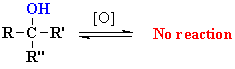 OH
[O]
R-C-R' No reaction
R"